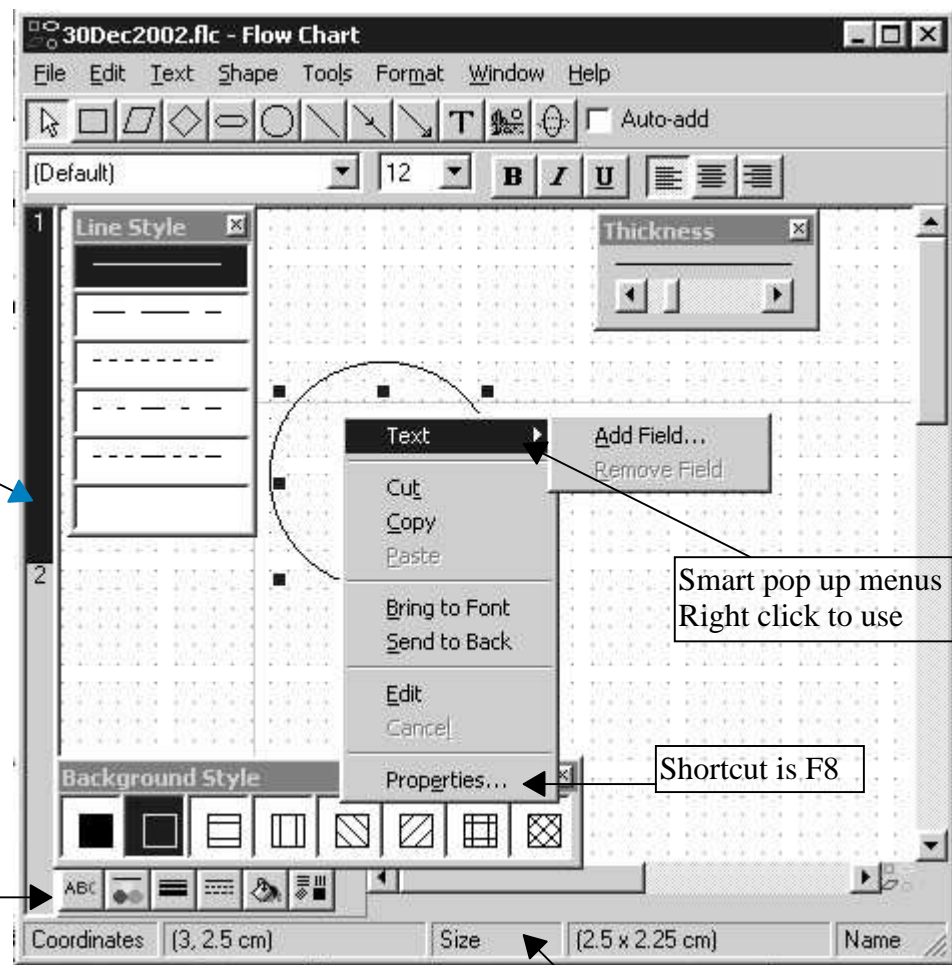 30Dec2002.flc - Flow Chart
File Edit Text Shape Tools Format Window Help
T Auto-add
(Default) 12 B I U
1 Line Style Thickness
Text Add Field...
Remove Field
Cut
Copy
Paste
2
Smart pop up menus
Right click to use
Bring to Font
Send to Back
Edit
Cancel
Shortcut is F8
Background Style Properties...
ABC
Coordinates (3, 2.5 cm) Size (2.5 x 2.25 cm) Name